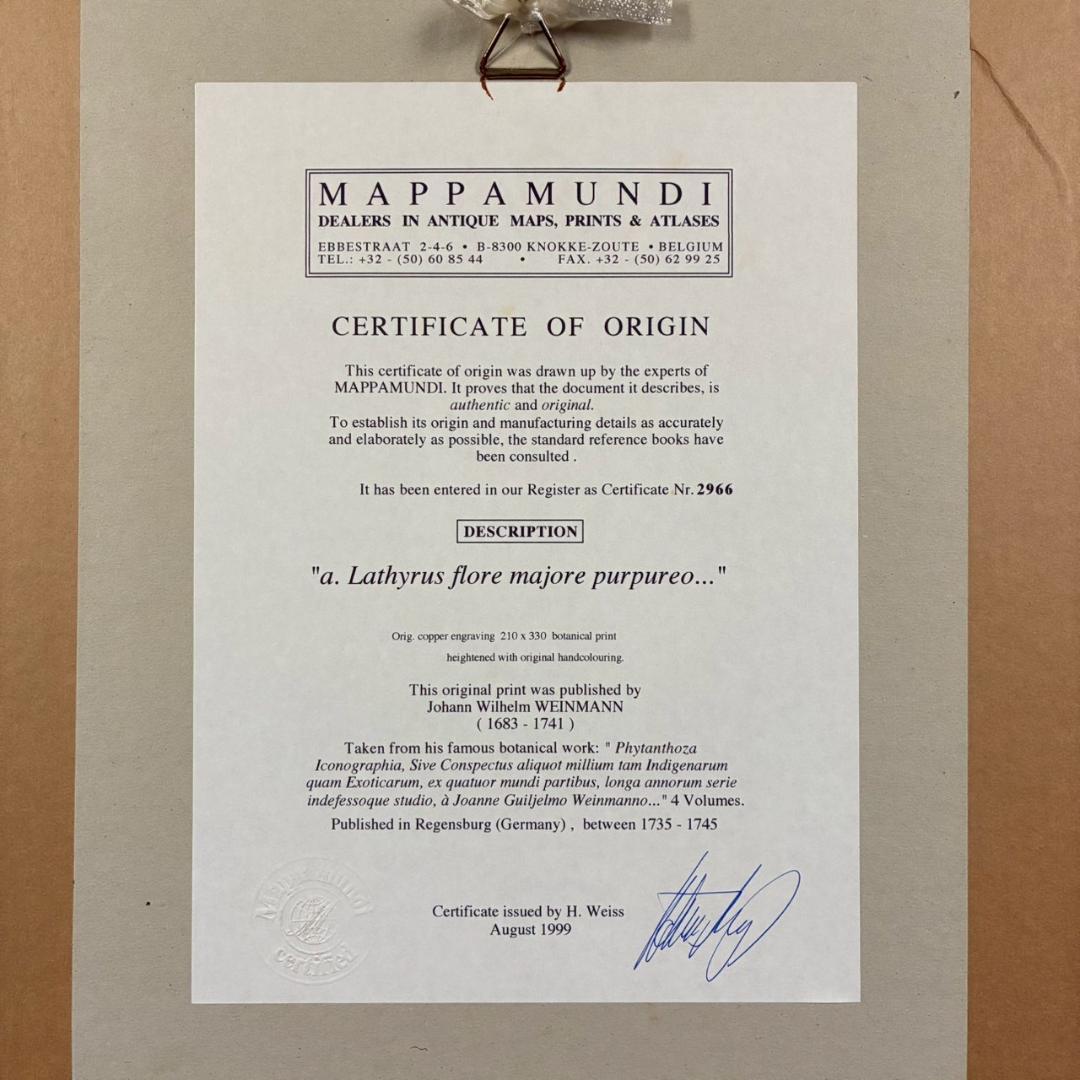 MAPPAMUNDI
DEALERS IN ANTIQUE MAPS, PRINTS & ATLASES
EBBESTRAAT 2-4-6 • B-8300 KNOKKE-ZOUTE • BELGIUM
TEL.: +32 - (50) 60 85 44 • FAX. +32 - (50) 62 99 25
CERTIFICATE OF ORIGIN
This certificate of origin was drawn up by the experts of
MAPPAMUNDI. It proves that the document it describes, is
authentic and original.
To establish its origin and manufacturing details as accurately
and elaborately as possible, the standard reference books have
been consulted .
It has been entered in our Register as Certificate Nr. 2966
DESCRIPTION
"a. Lathyrus flore majore purpureo..."
Orig. copper engraving 210 x 330 botanical print
heightened with original handcolouring.
This original print was published by
Johann Wilhelm WEINMANN
( 1683 - 1741 )
Taken from his famous botanical work: " Phytanthoza
Iconographia, Sive Conspectus aliquot millium tam Indigenarum
quam Exoticarum, ex quatuor mundi partibus, longa annorum serie
indefessoque studio, à Joanne Guiljelmo Weinmanno..." 4 Volumes.
Published in Regensburg (Germany) , between 1735 - 1745
Certificate issued by H. Weiss
August 1999
certified